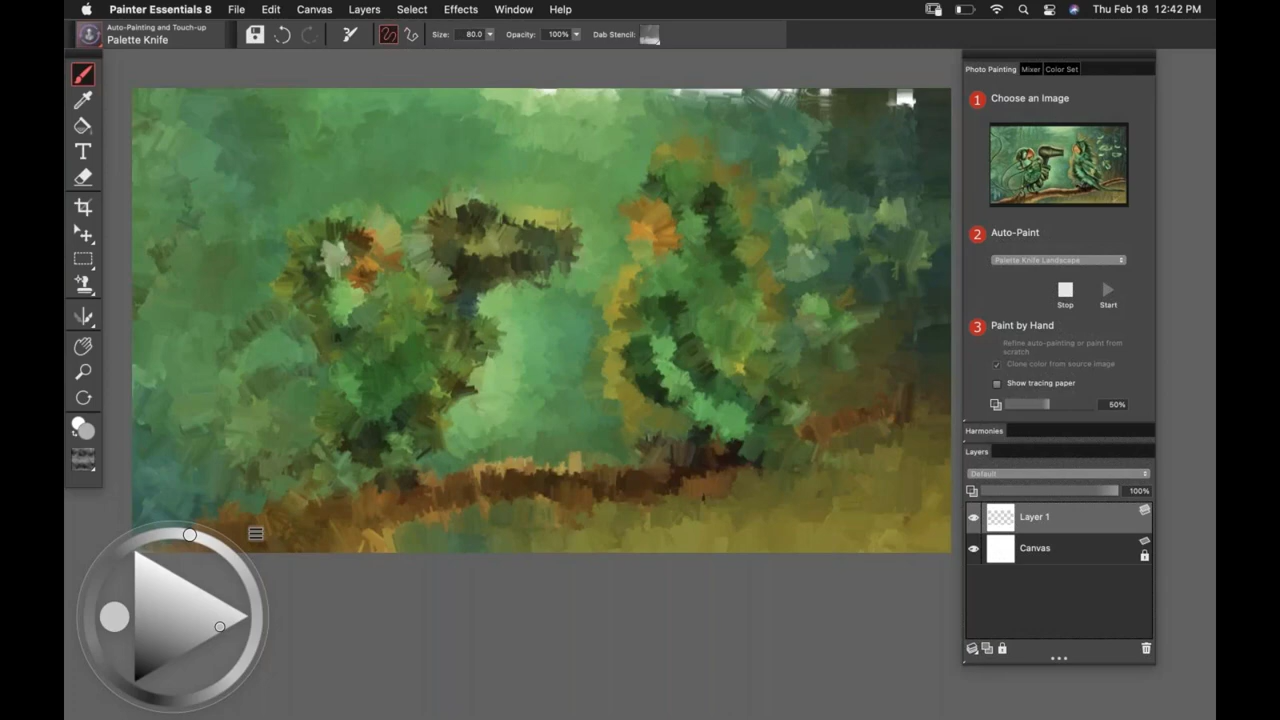 Painter Essentials 8 File Edit Canvas Layers Select Effects Window Help Thu Feb 18 12:42 PM
Auto-Painting and Touch-up
Palette Knife
Size: 80.0 Opacity: 100% Dab Stencil:
Photo Painting Mixer Color Set
1 Choose an Image
2 Auto-Paint
Palette Knife Landscape
Stop Start
3 Paint by Hand
Refine auto-painting or paint from
scratch
Clone color from source image
Show tracing paper
50%
Harmonies
Layers
Default
100%
Layer 1
Canvas
T